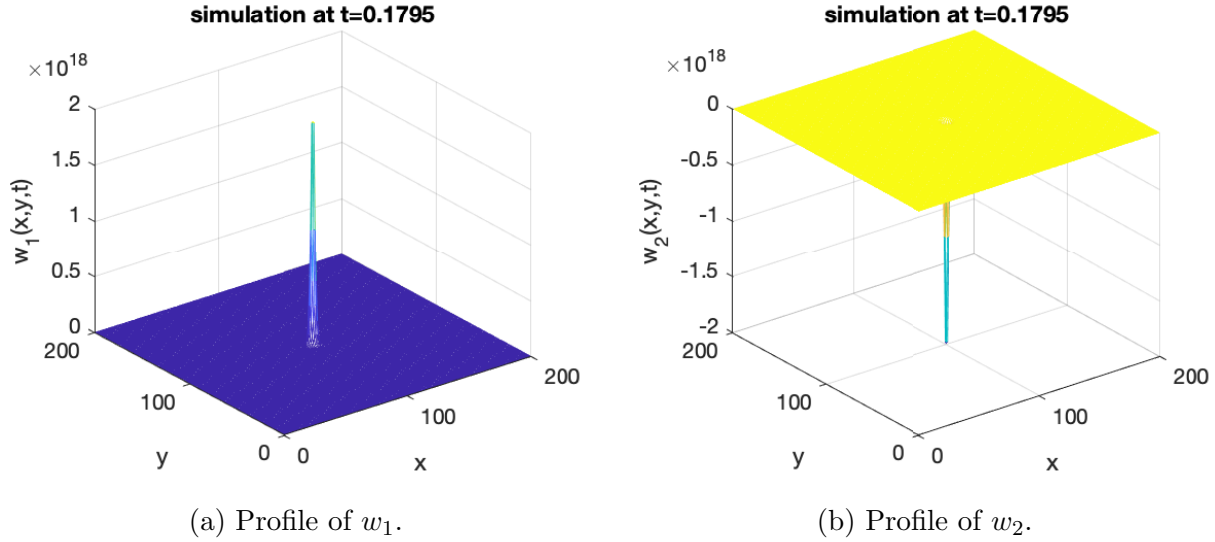 simulation at t=0.1795
×10^18
2
1.5
1
0.5
0
w_1(x,y,t)
200
100
0
y
0
100
200
x
(a) Profile of w_1.
simulation at t=0.1795
×10^18
0
-0.5
-1
-1.5
-2
w_2(x,y,t)
200
100
0
y
0
100
200
x
(b) Profile of w_2.